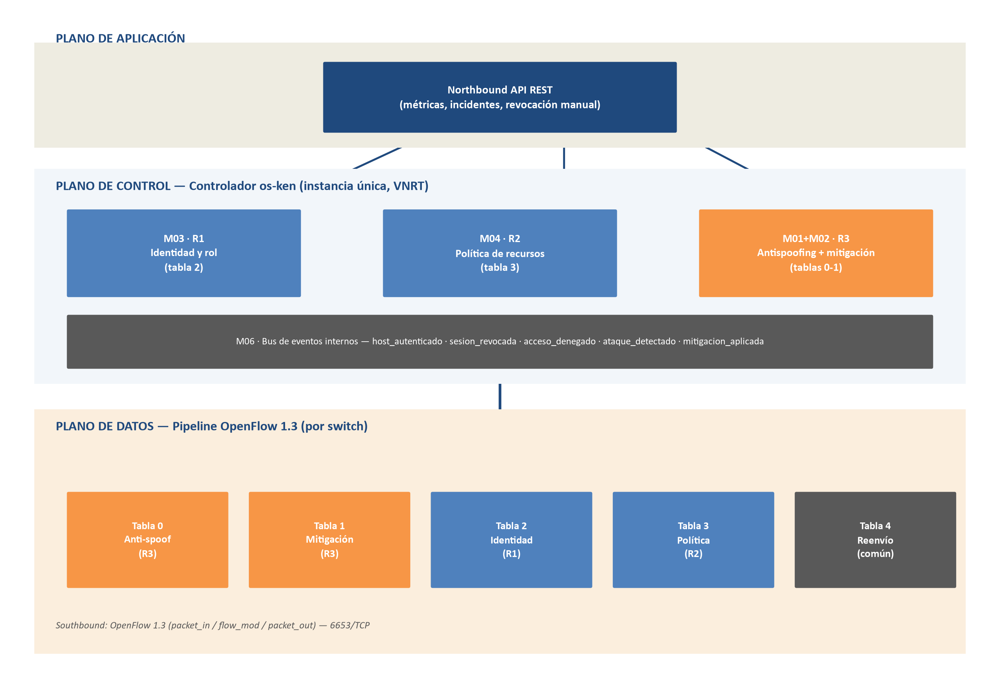 PLANO DE APLICACIÓN
Northbound API REST
(métricas, incidentes, revocación manual)
PLANO DE CONTROL — Controlador os-ken (instancia única, VNRT)
M03 · R1
Identidad y rol
(tabla 2)
M04 · R2
Política de recursos
(tabla 3)
M01+M02 · R3
Antispoofing + mitigación
(tablas 0-1)
M06 · Bus de eventos internos — host_autenticado · sesion_revocada · acceso_denegado · ataque_detectado · mitigacion_aplicada
PLANO DE DATOS — Pipeline OpenFlow 1.3 (por switch)
Tabla 0
Anti-spoof
(R3)
Tabla 1
Mitigación
(R3)
Tabla 2
Identidad
(R1)
Tabla 3
Política
(R2)
Tabla 4
Reenvío
(común)
Southbound: OpenFlow 1.3 (packet_in / flow_mod / packet_out) — 6653/TCP